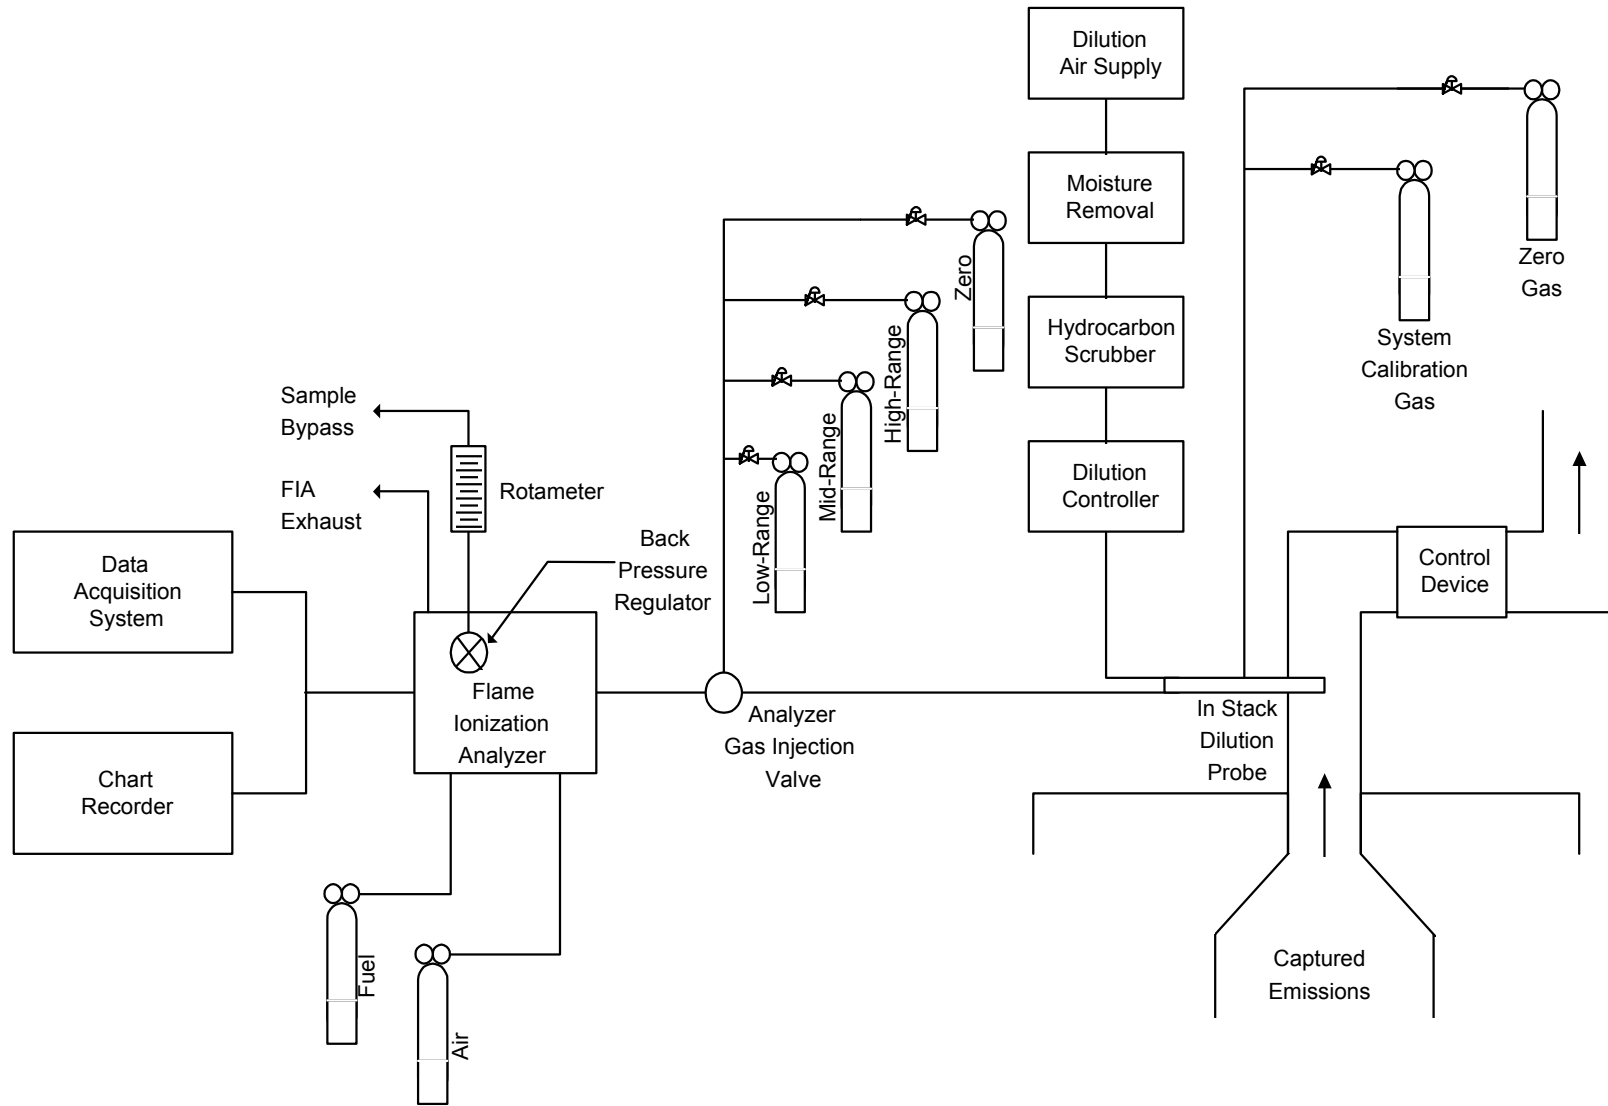 Dilution
Air Supply
Moisture
Removal
Hydrocarbon
Scrubber
Dilution
Controller
Zero
Gas
System
Calibration
Gas
Zero
High-Range
Mid-Range
Low-Range
Sample
Bypass
Rotameter
FIA
Exhaust
Back
Pressure
Regulator
Data
Acquisition
System
Control
Device
Flame
Ionization
Analyzer
Analyzer
Gas Injection
Valve
In Stack
Dilution
Probe
Chart
Recorder
Fuel
Air
Captured
Emissions